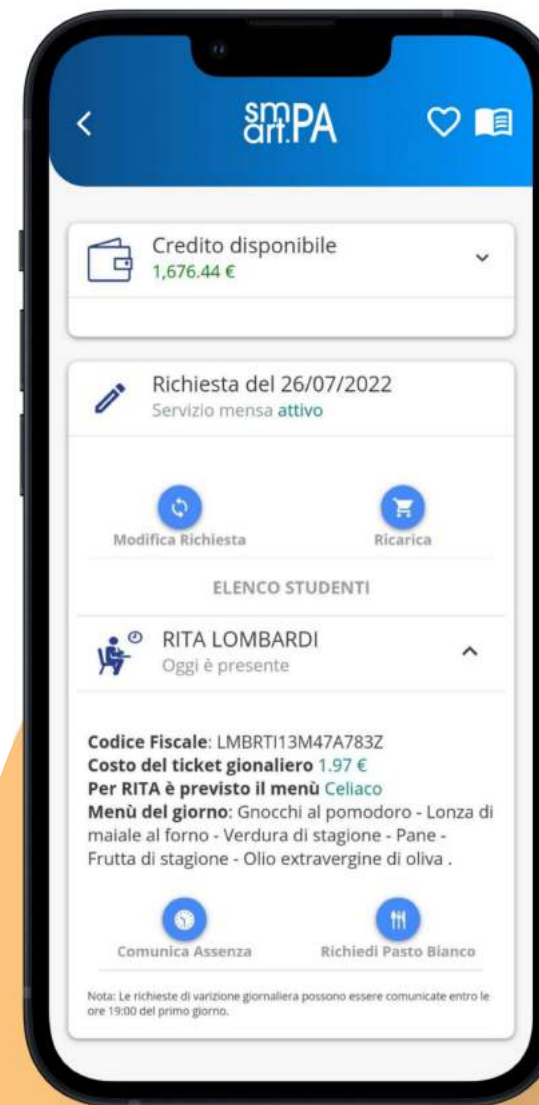 smart.PA
Credito disponibile
1,676.44 €
Richiesta del 26/07/2022
Servizio mensa attivo
Modifica Richiesta
Ricarica
ELENCO STUDENTI
RITA LOMBARDI
Oggi è presente
Codice Fiscale: LMBRTI13M47A783Z
Costo del ticket gionaliero 1.97 €
Per RITA è previsto il menù Celiaco
Menù del giorno: Gnocchi al pomodoro - Lonza di
maiale al forno - Verdura di stagione - Pane -
Frutta di stagione - Olio extravergine di oliva .
Comunica Assenza
Richiedi Pasto Bianco
Nota: Le richieste di varizione giornaliera possono essere comunicate entro le
ore 19:00 del primo giorno.